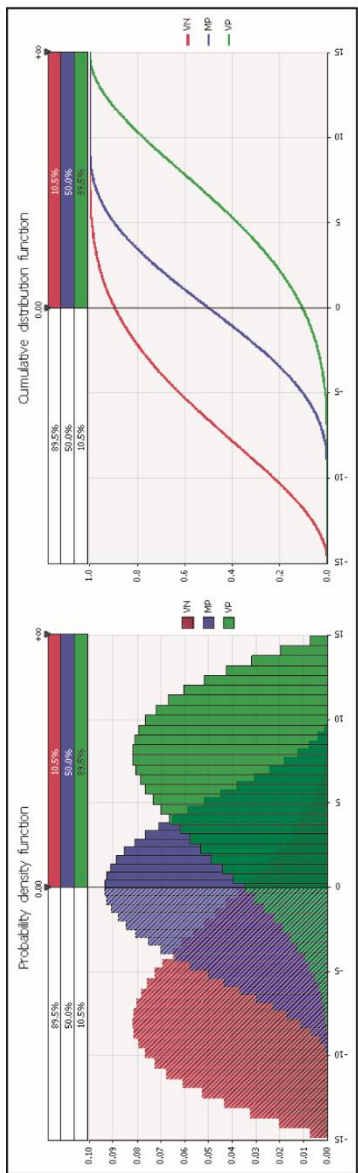 Probability density function
0.00 +∞
89.5% 10.5%
50.0% 50.0%
10.5% 89.5%
0.10
0.09
0.08
0.07
0.06
0.05
0.04
0.03
0.02
0.01
0.00
-15 -10 -5 0 5 10 15
VN
MP
VP
Cumulative distribution function
0.00 +∞
89.5% 10.5%
50.0% 50.0%
10.5% 89.5%
1.0
0.8
0.6
0.4
0.2
0.0
-15 -10 -5 0 5 10 15
VN
MP
VP